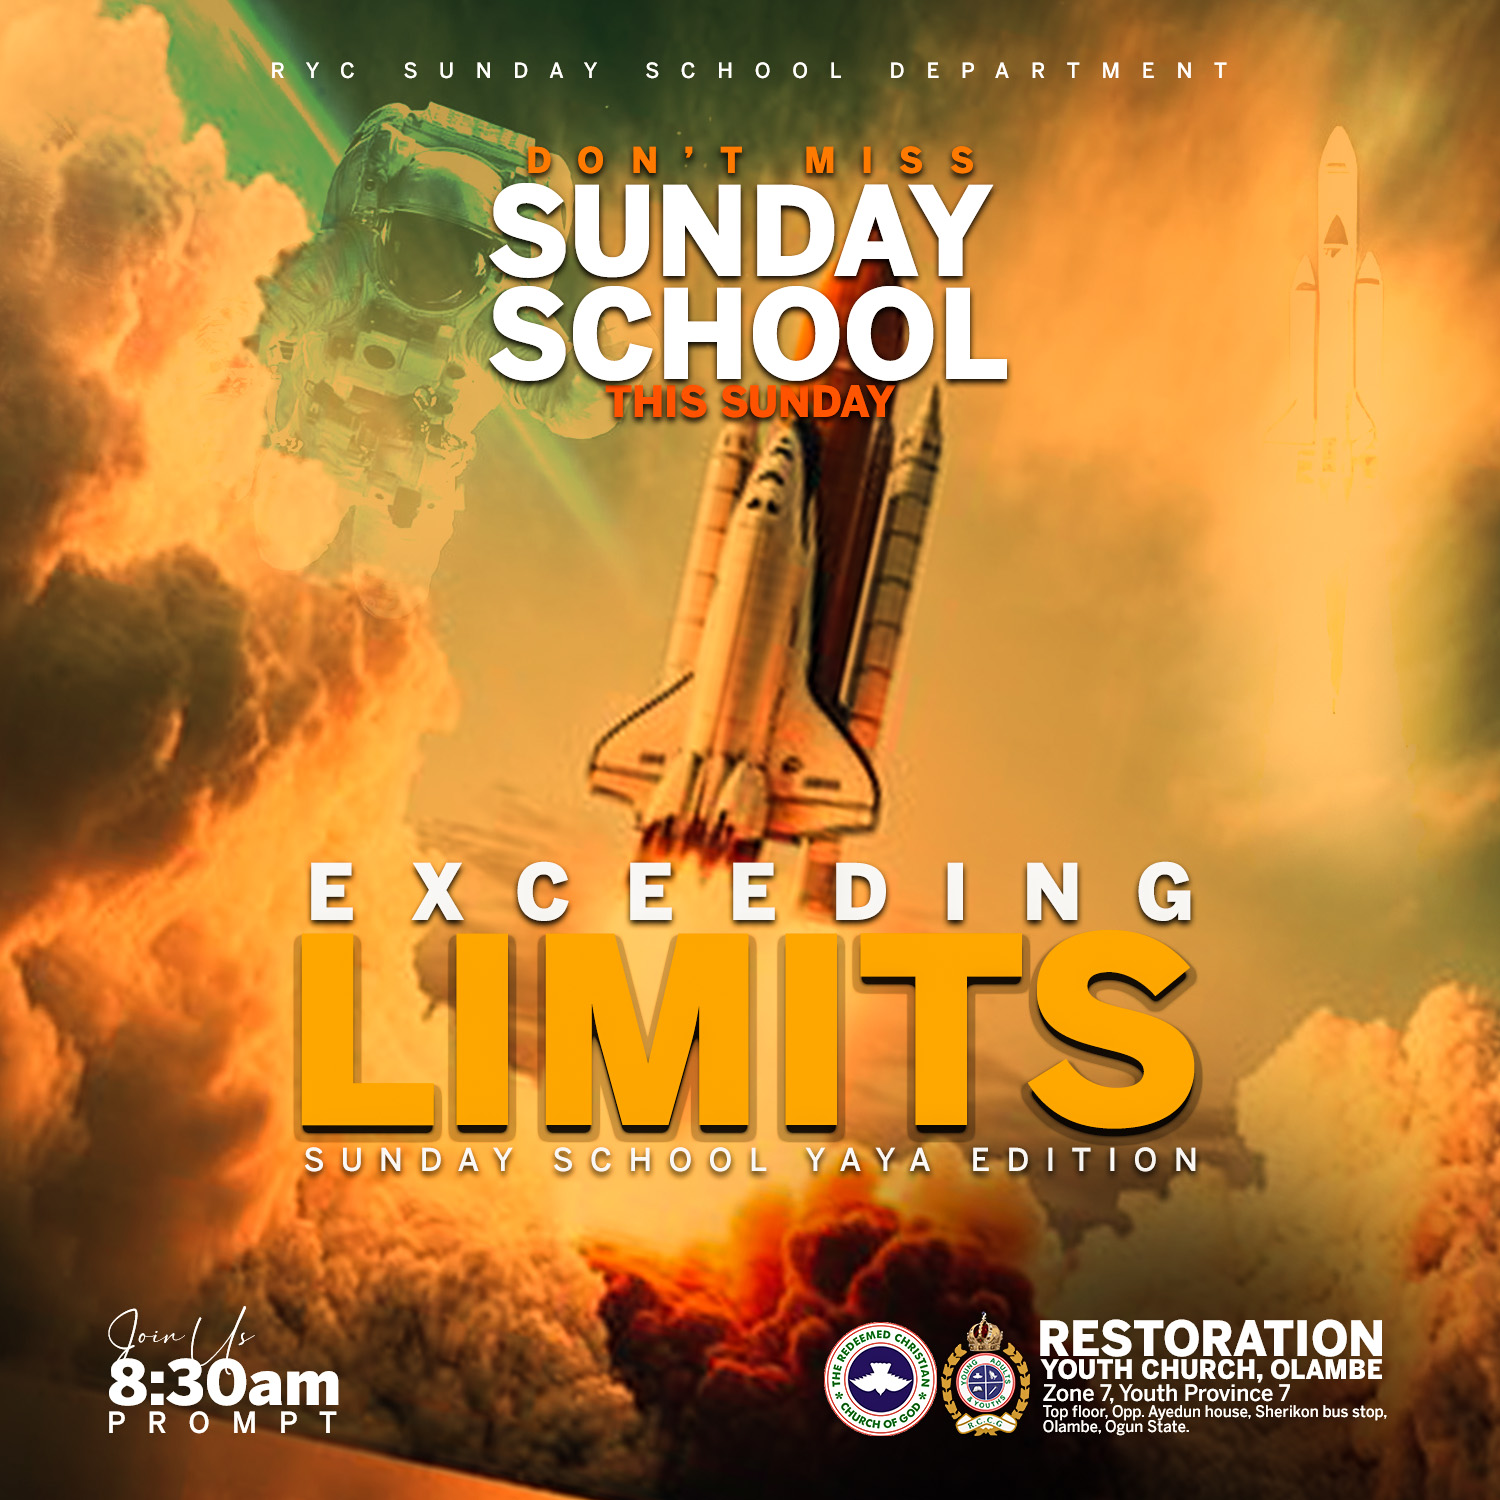 RYC SUNDAY SCHOOL DEPARTMENT
DON'T MISS
SUNDAY
SCHOOL
THIS SUNDAY
EXCEEDING
LIMITS
SUNDAY SCHOOL YAYA EDITION
Join Us
8:30am
PROMPT
THE REDEEMED CHRISTIAN
CHURCH OF GOD
YOUNG ADULTS
& YOUTHS
R.C.C.G
RESTORATION
YOUTH CHURCH, OLAMBE
Zone 7, Youth Province 7
Top floor, Opp. Ayedun house, Sherikon bus stop,
Olambe, Ogun State.